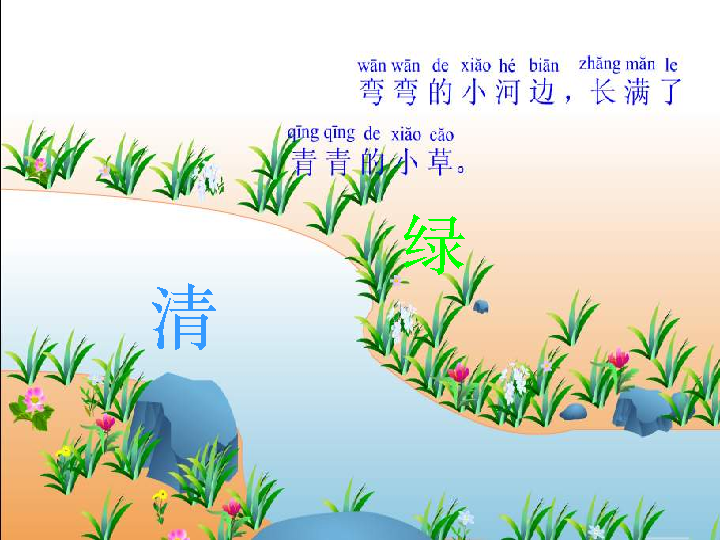 wān wān de xiǎo hé biān zhǎng mǎn le
弯弯的小河边，长满了
qīng qīng de xiǎo cǎo
青青的小草。
绿
清